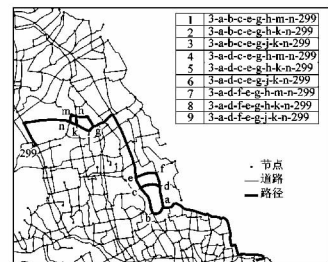 1 3-a-b-c-e-g-h-m-n-299
2 3-a-b-c-e-g-h-k-n-299
3 3-a-b-c-e-g-j-k-n-299
4 3-a-d-c-e-g-h-m-n-299
5 3-a-d-c-e-g-h-k-n-299
6 3-a-d-c-e-g-j-k-n-299
7 3-a-d-f-e-g-h-m-n-299
8 3-a-d-f-e-g-h-k-n-299
9 3-a-d-f-e-g-j-k-n-299
m
n
k
g
299
e
f
c
d
b
a
节点
道路
路径